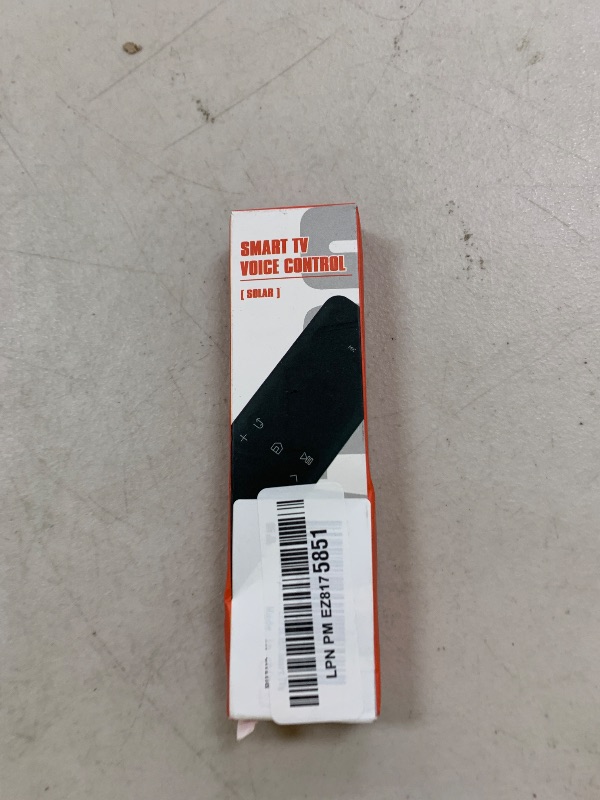 SMART TV
VOICE CONTROL
[ SOLAR ]
LPN PM EZ8175851